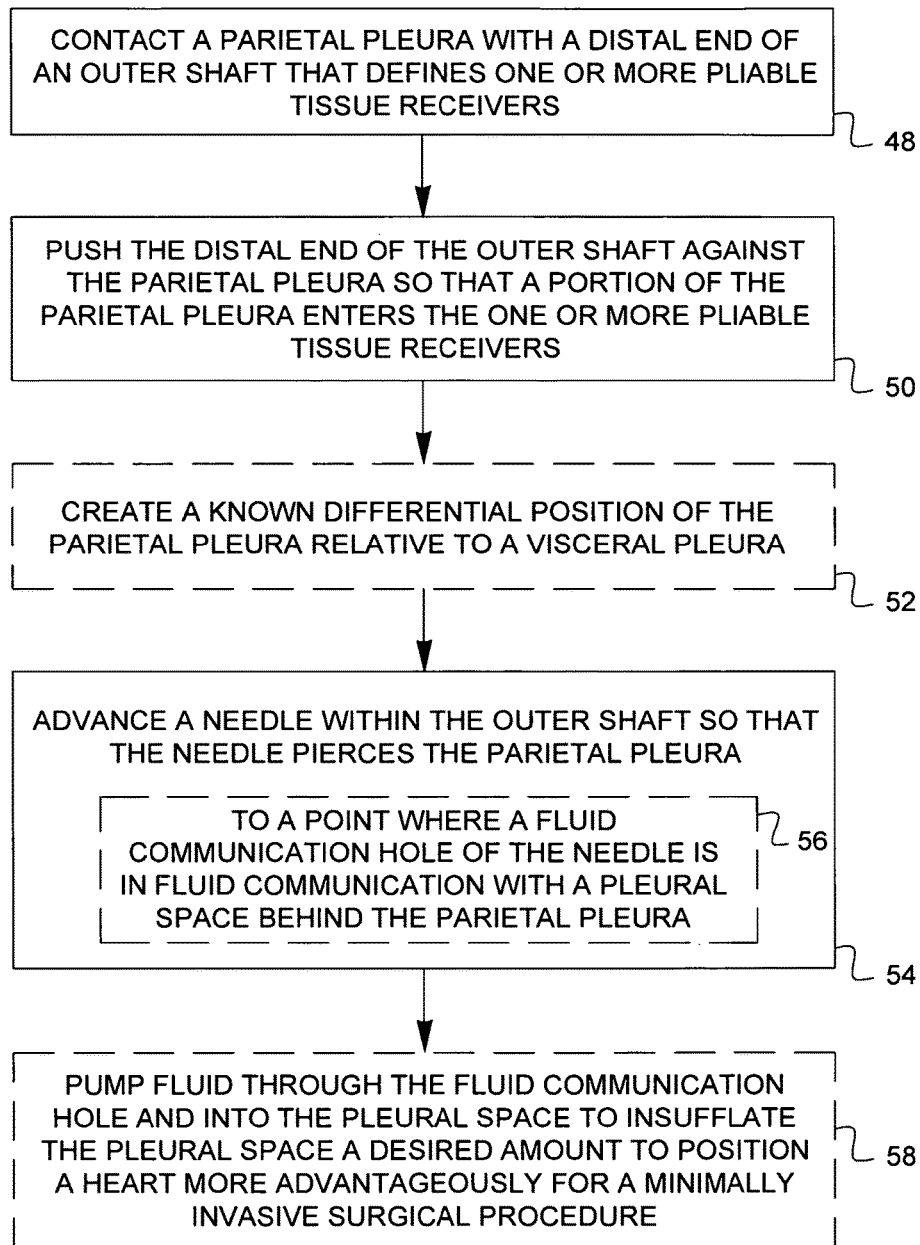 CONTACT A PARIETAL PLEURA WITH A DISTAL END OF
AN OUTER SHAFT THAT DEFINES ONE OR MORE PLIABLE
TISSUE RECEIVERS
48
PUSH THE DISTAL END OF THE OUTER SHAFT AGAINST
THE PARIETAL PLEURA SO THAT A PORTION OF THE
PARIETAL PLEURA ENTERS THE ONE OR MORE PLIABLE
TISSUE RECEIVERS
50
CREATE A KNOWN DIFFERENTIAL POSITION OF THE
PARIETAL PLEURA RELATIVE TO A VISCERAL PLEURA
52
ADVANCE A NEEDLE WITHIN THE OUTER SHAFT SO THAT
THE NEEDLE PIERCES THE PARIETAL PLEURA
TO A POINT WHERE A FLUID
COMMUNICATION HOLE OF THE NEEDLE IS
IN FLUID COMMUNICATION WITH A PLEURAL
SPACE BEHIND THE PARIETAL PLEURA
56
54
PUMP FLUID THROUGH THE FLUID COMMUNICATION
HOLE AND INTO THE PLEURAL SPACE TO INSUFFLATE
THE PLEURAL SPACE A DESIRED AMOUNT TO POSITION
A HEART MORE ADVANTAGEOUSLY FOR A MINIMALLY
INVASIVE SURGICAL PROCEDURE
58